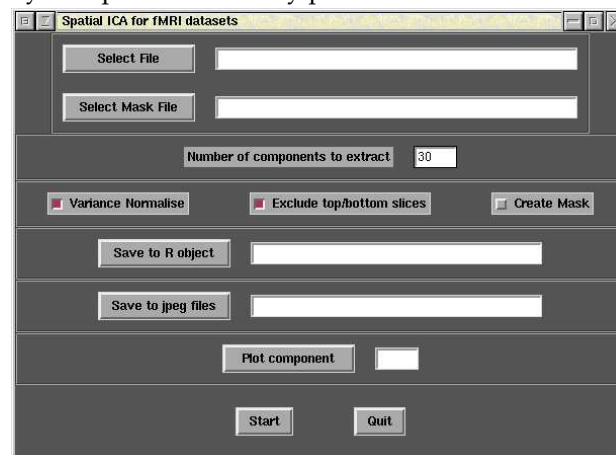 Spatial ICA for fMRI datasets
Select File
Select Mask File
Number of components to extract 30
Variance Normalise Exclude top/bottom slices Create Mask
Save to R object
Save to jpeg files
Plot component
Start Quit